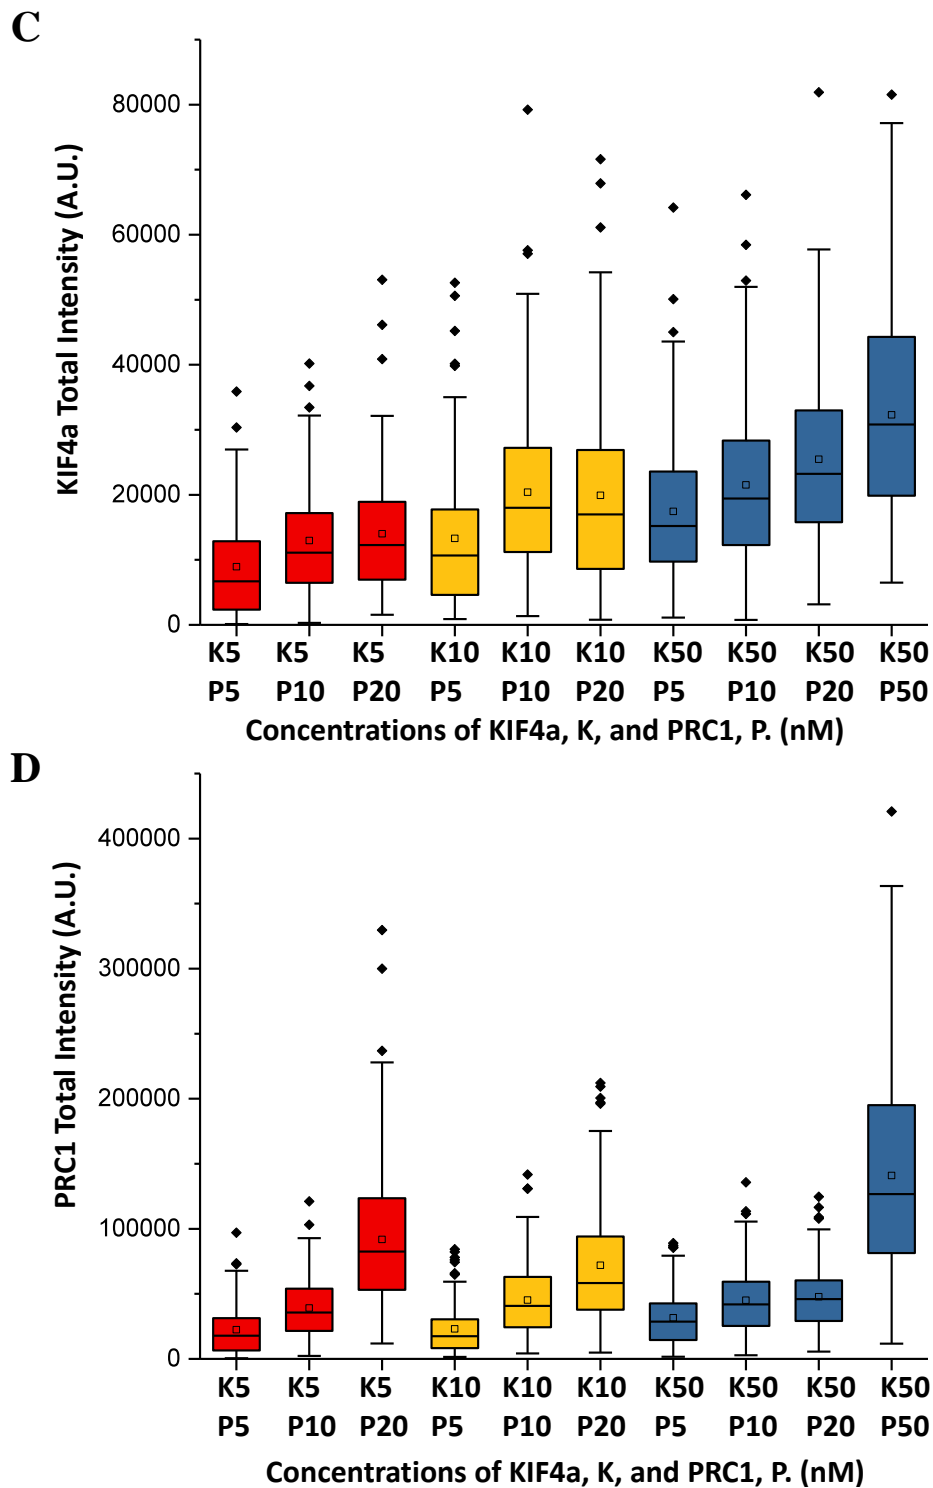 C
KIF4a Total Intensity (A.U.)
80000
60000
40000
20000
0
K5 K5 K5 K10 K10 K10 K50 K50 K50 K50
P5 P10 P20 P5 P10 P20 P5 P10 P20 P50
Concentrations of KIF4a, K, and PRC1, P. (nM)
D
PRC1 Total Intensity (A.U.)
400000
300000
200000
100000
0
K5 K5 K5 K10 K10 K10 K50 K50 K50 K50
P5 P10 P20 P5 P10 P20 P5 P10 P20 P50
Concentrations of KIF4a, K, and PRC1, P. (nM)